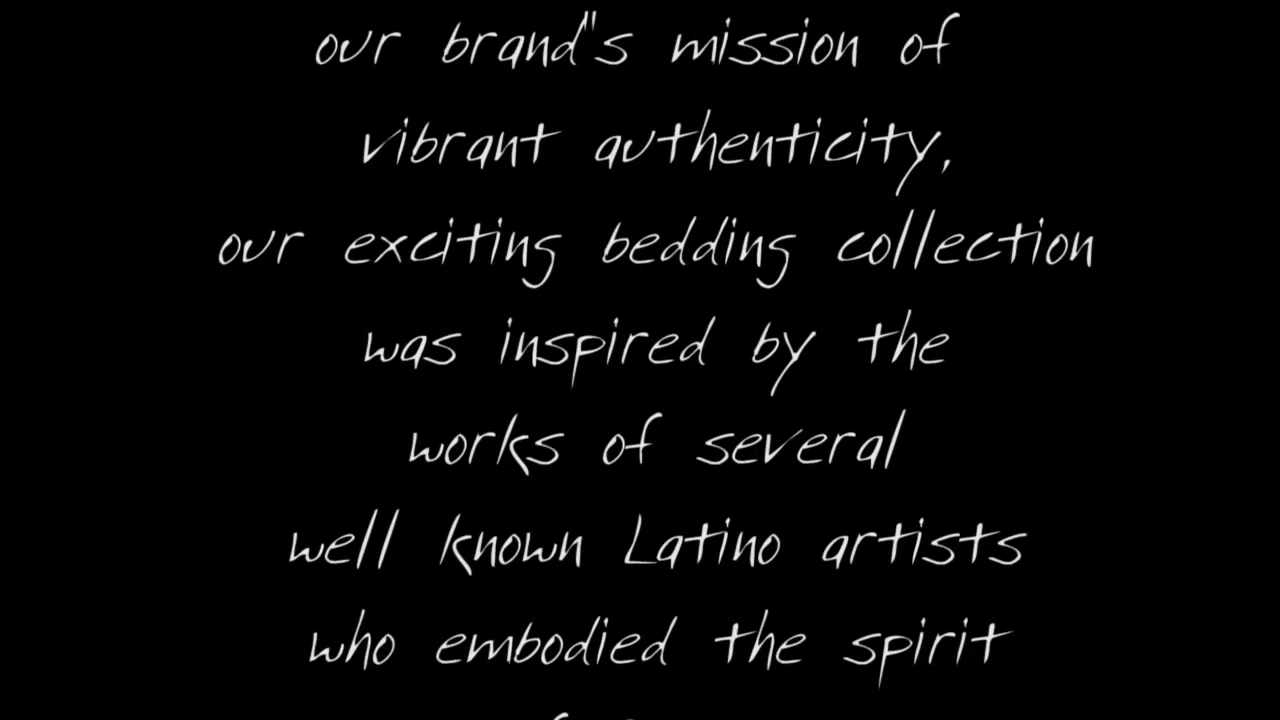 our brand"s mission of
vibrant authenticity,
our exciting bedding collection
was inspired by the
works of several
well known Latino artists
who embodied the spirit